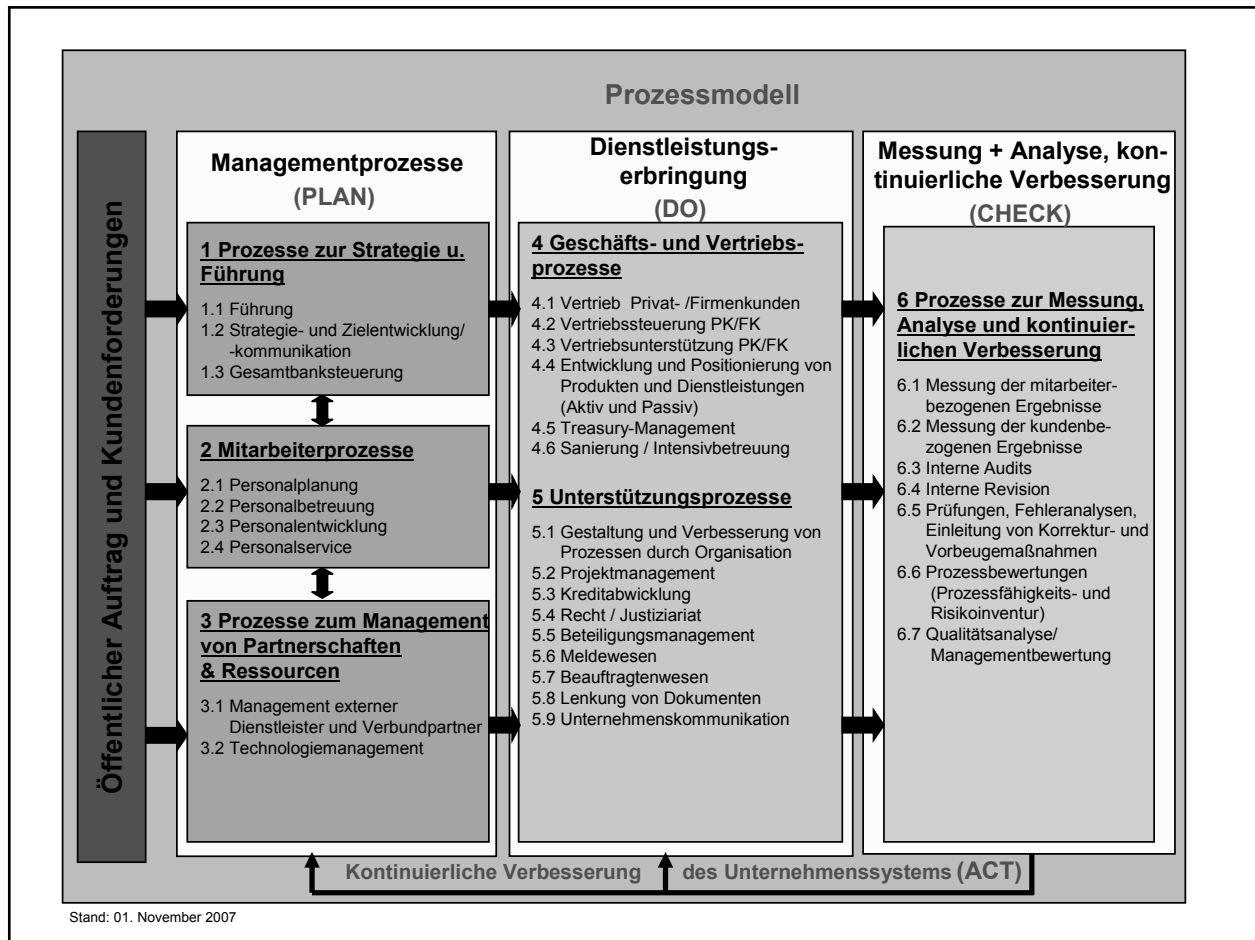 Prozessmodell
Öffentlicher Auftrag und Kundenforderungen
Managementprozesse
(PLAN)
1 Prozesse zur Strategie u.
Führung
1.1 Führung
1.2 Strategie- und Zielentwicklung/
-kommunikation
1.3 Gesamtbanksteuerung
2 Mitarbeiterprozesse
2.1 Personalplanung
2.2 Personalbetreuung
2.3 Personalentwicklung
2.4 Personalservice
3 Prozesse zum Management
von Partnerschaften
& Ressourcen
3.1 Management externer
Dienstleister und Verbundpartner
3.2 Technologiemanagement
Dienstleistungs-
erbringung
(DO)
4 Geschäfts- und Vertriebs-
prozesse
4.1 Vertrieb Privat- /Firmenkunden
4.2 Vertriebssteuerung PK/FK
4.3 Vertriebsunterstützung PK/FK
4.4 Entwicklung und Positionierung von
Produkten und Dienstleistungen
(Aktiv und Passiv)
4.5 Treasury-Management
4.6 Sanierung / Intensivbetreuung
5 Unterstützungsprozesse
5.1 Gestaltung und Verbesserung von
Prozessen durch Organisation
5.2 Projektmanagement
5.3 Kreditabwicklung
5.4 Recht / Justiziariat
5.5 Beteiligungsmanagement
5.6 Meldewesen
5.7 Beauftragtenwesen
5.8 Lenkung von Dokumenten
5.9 Unternehmenskommunikation
Messung + Analyse, kon-
tinuierliche Verbesserung
(CHECK)
6 Prozesse zur Messung,
Analyse und kontinuier-
lichen Verbesserung
6.1 Messung der mitarbeiter-
bezogenen Ergebnisse
6.2 Messung der kundenbe-
zogenen Ergebnisse
6.3 Interne Audits
6.4 Interne Revision
6.5 Prüfungen, Fehleranalysen,
Einleitung von Korrektur- und
Vorbeugemaßnahmen
6.6 Prozessbewertungen
(Prozessfähigkeits- und
Risikoinventur)
6.7 Qualitätsanalyse/
Managementbewertung
Kontinuierliche Verbesserung des Unternehmenssystems (ACT)
Stand: 01. November 2007